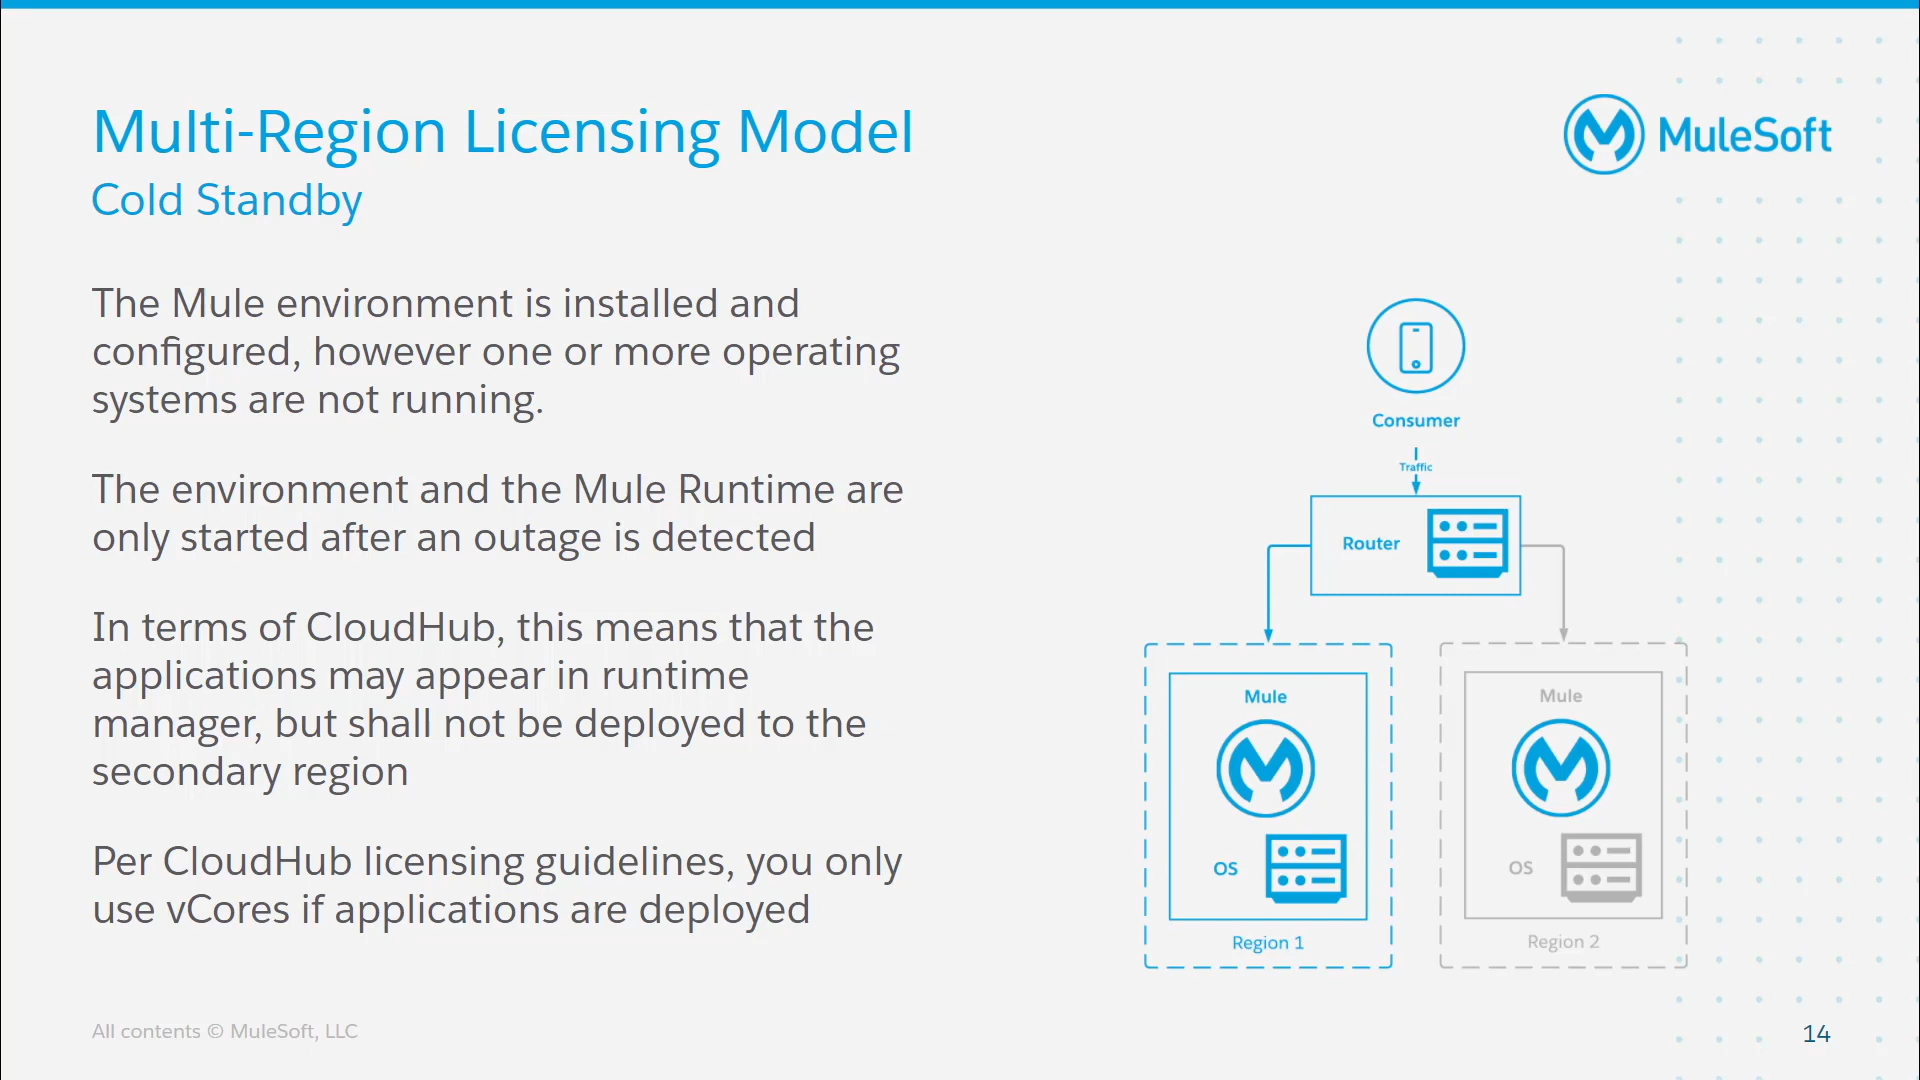 Multi-Region Licensing Model
Cold Standby
MuleSoft
The Mule environment is installed and
configured, however one or more operating
systems are not running.
The environment and the Mule Runtime are
only started after an outage is detected
In terms of CloudHub, this means that the
applications may appear in runtime
manager, but shall not be deployed to the
secondary region
Per CloudHub licensing guidelines, you only
use vCores if applications are deployed
Consumer
Traffic
Router
Mule
OS
Region 1
Mule
OS
Region 2
All contents © MuleSoft, LLC
14